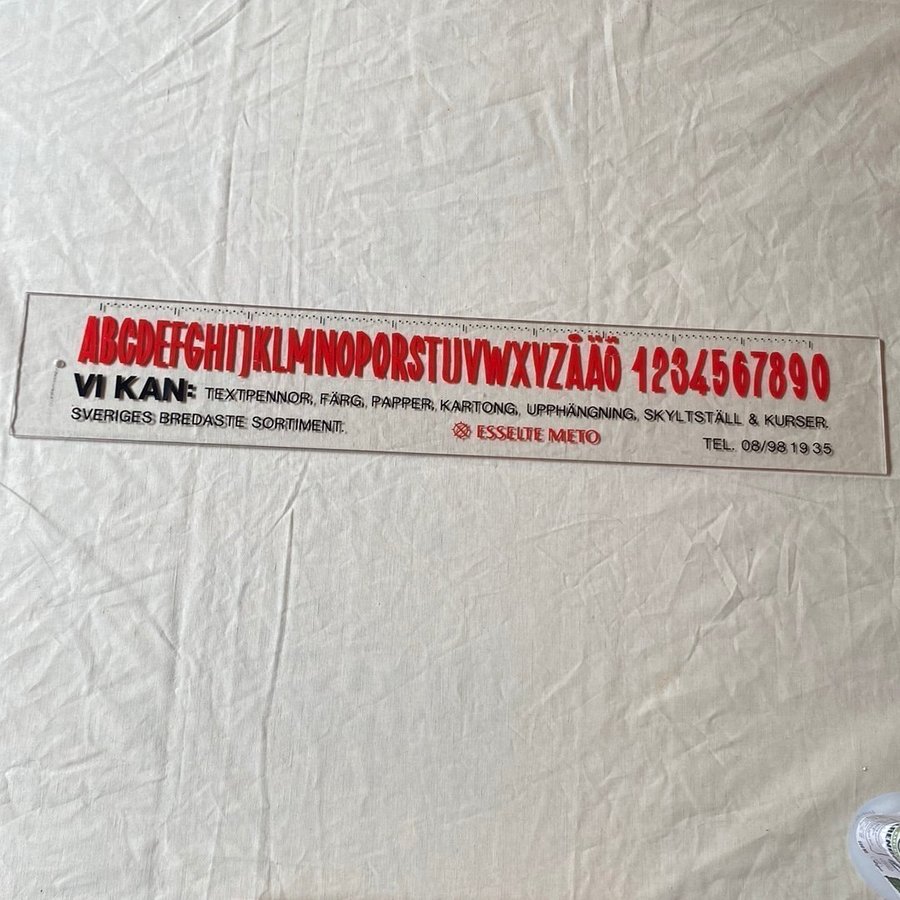 ABCDEFGHIJKLMNOPQRSTUVWXYZÅÄÖ 1234567890
VI KAN: TEXTPENNOR, FÄRG, PAPPER, KARTONG, UPPHÄNGNING, SKYLTSTÄLL & KURSER.
SVERIGES BREDASTE SORTIMENT.
ESSELTE METO
TEL. 08/98 19 35